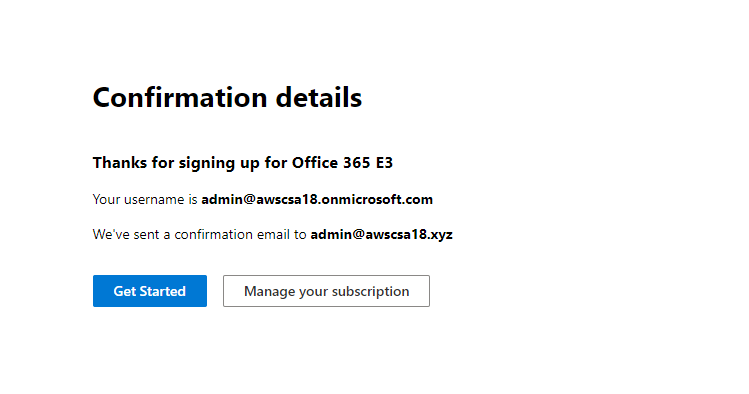 Confirmation details
Thanks for signing up for Office 365 E3
Your username is admin@awscsa18.onmicrosoft.com
We've sent a confirmation email to admin@awscsa18.xyz
Get Started
Manage your subscription